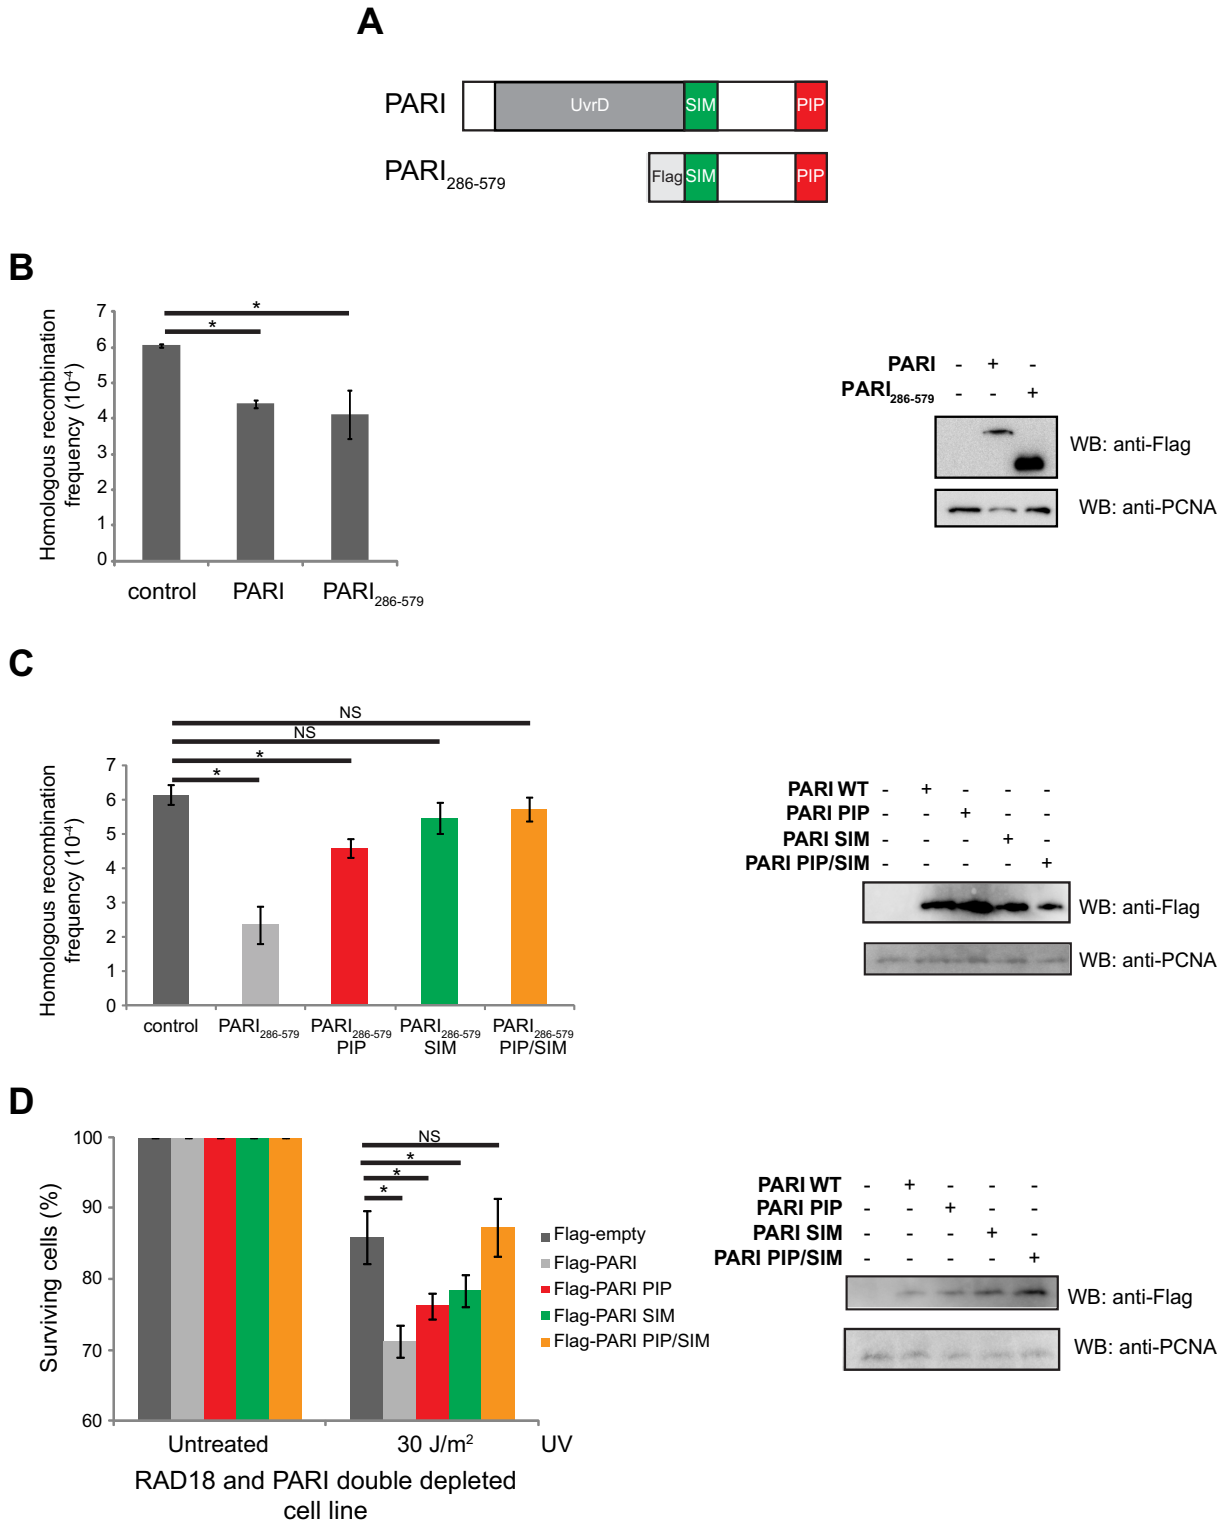 A
PARI
UvrD
SIM
PIP
PARI286-579
Flag
SIM
PIP
B
Homologous recombination
frequency (10-4)
7
6
5
4
3
2
1
0
*
*
control
PARI
PARI286-579
PARI - + -
PARI286-579 - - +
WB: anti-Flag
WB: anti-PCNA
C
Homologous recombination
frequency (10-4)
7
6
5
4
3
2
1
0
NS
NS
*
*
control
PARI286-579
PARI286-579
PIP
PARI286-579
SIM
PARI286-579
PIP/SIM
PARI WT - + - - -
PARI PIP - - + - -
PARI SIM - - - + -
PARI PIP/SIM - - - - +
WB: anti-Flag
WB: anti-PCNA
D
Surviving cells (%)
100
90
80
70
60
NS
*
*
*
Flag-empty
Flag-PARI
Flag-PARI PIP
Flag-PARI SIM
Flag-PARI PIP/SIM
Untreated
30 J/m2
UV
RAD18 and PARI double depleted
cell line
PARI WT - + - - -
PARI PIP - - + - -
PARI SIM - - - + -
PARI PIP/SIM - - - - +
WB: anti-Flag
WB: anti-PCNA